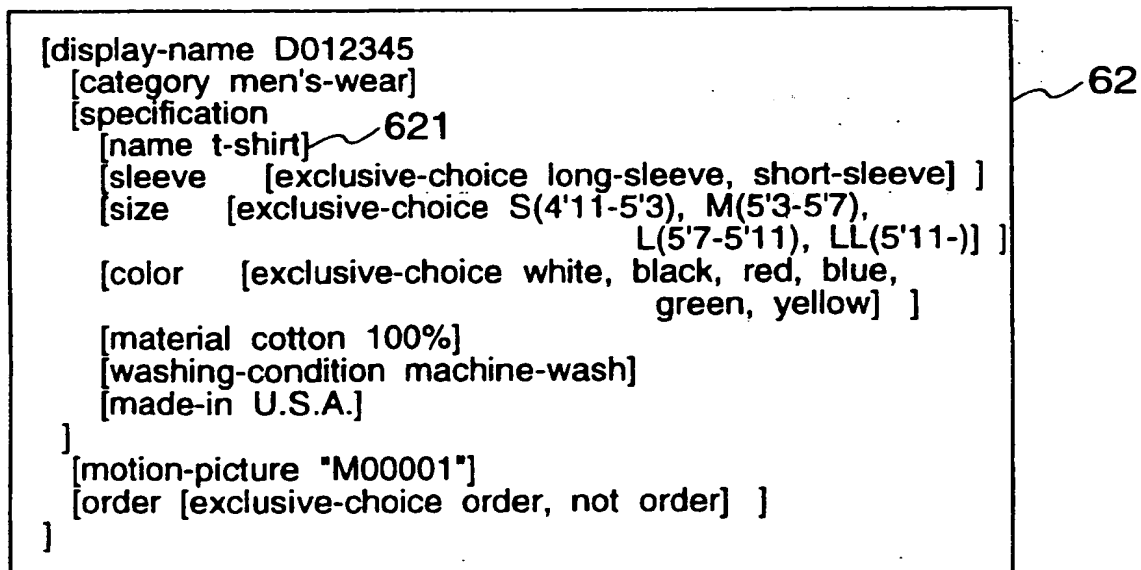 [display-name D012345
[category men's-wear]
62
[specification
621
[name t-shirt]
[sleeve [exclusive-choice long-sleeve, short-sleeve] ]
[size [exclusive-choice S(4'11-5'3), M(5'3-5'7),
L(5'7-5'11), LL(5'11-)] ]
[color [exclusive-choice white, black, red, blue,
green, yellow] ]
[material cotton 100%]
[washing-condition machine-wash]
[made-in U.S.A.]
]
[motion-picture "M00001"]
[order [exclusive-choice order, not order] ]
]